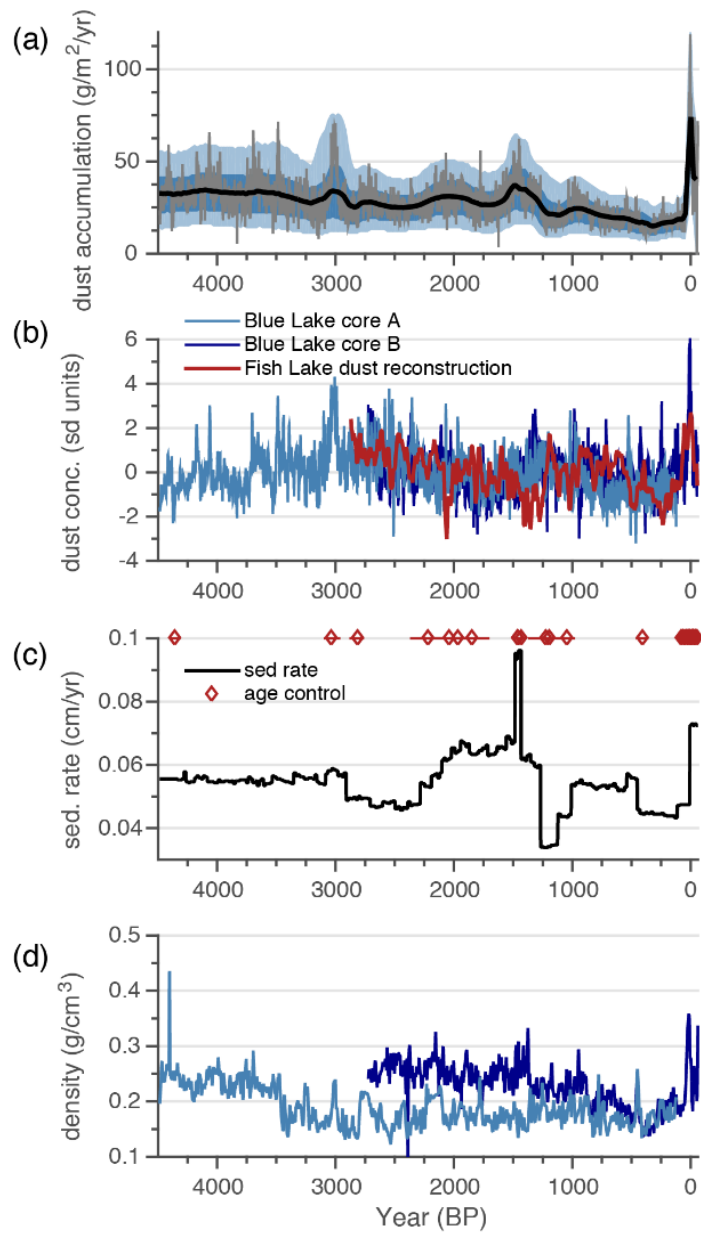 (a)
dust accumulation (g/m²/yr)
100
50
0
4000 3000 2000 1000 0
(b)
Blue Lake core A
Blue Lake core B
Fish Lake dust reconstruction
dust conc. (sd units)
6
4
2
0
-2
-4
4000 3000 2000 1000 0
(c)
sed rate
age control
sed. rate (cm/yr)
0.1
0.08
0.06
0.04
4000 3000 2000 1000 0
(d)
density (g/cm³)
0.5
0.4
0.3
0.2
0.1
4000 3000 2000 1000 0
Year (BP)